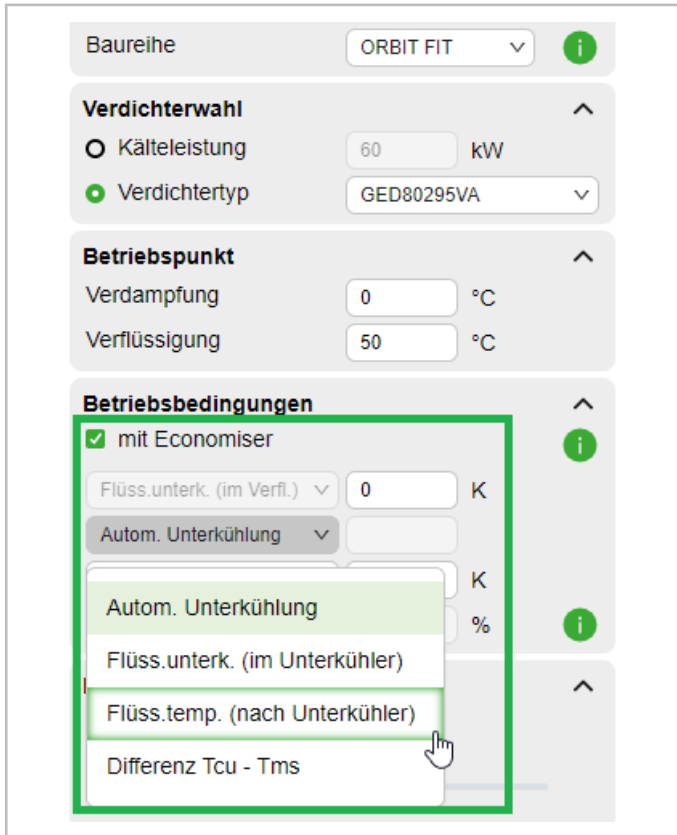 Baureihe ORBIT FIT i
Verdichterwahl
Kälteleistung 60 kW
Verdichtertyp GED80295VA
Betriebspunkt
Verdampfung 0 °C
Verflüssigung 50 °C
Betriebsbedingungen
mit Economiser i
Flüss.unterk. (im Verfl.) 0 K
Autom. Unterkühlung
K
Autom. Unterkühlung
% i
Flüss.unterk. (im Unterkühler)
Flüss.temp. (nach Unterkühler)
Differenz Tcu - Tms